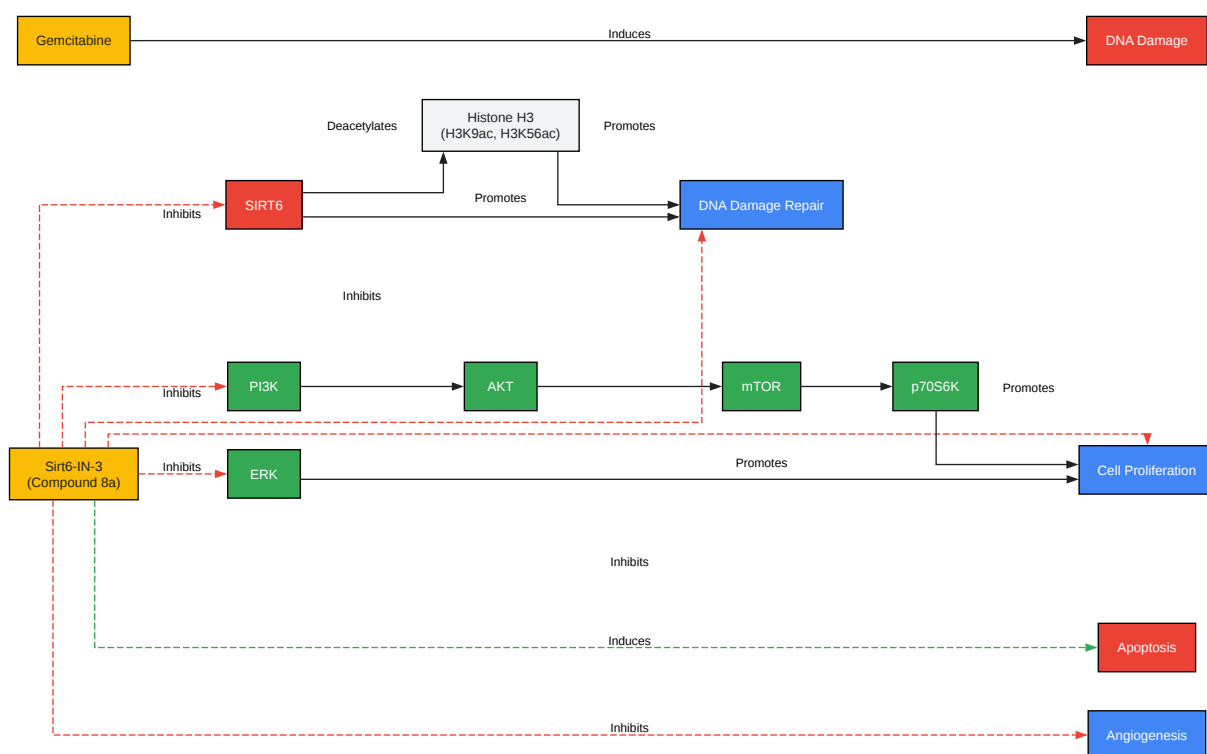 Gemcitabine
Induces
DNA Damage
Histone H3
(H3K9ac, H3K56ac)
Deacetylates
Promotes
SIRT6
Inhibits
Promotes
DNA Damage Repair
Inhibits
PI3K
Inhibits
AKT
mTOR
p70S6K
Promotes
Sirt6-IN-3
(Compound 8a)
Inhibits
ERK
Promotes
Cell Proliferation
Inhibits
Induces
Apoptosis
Inhibits
Angiogenesis